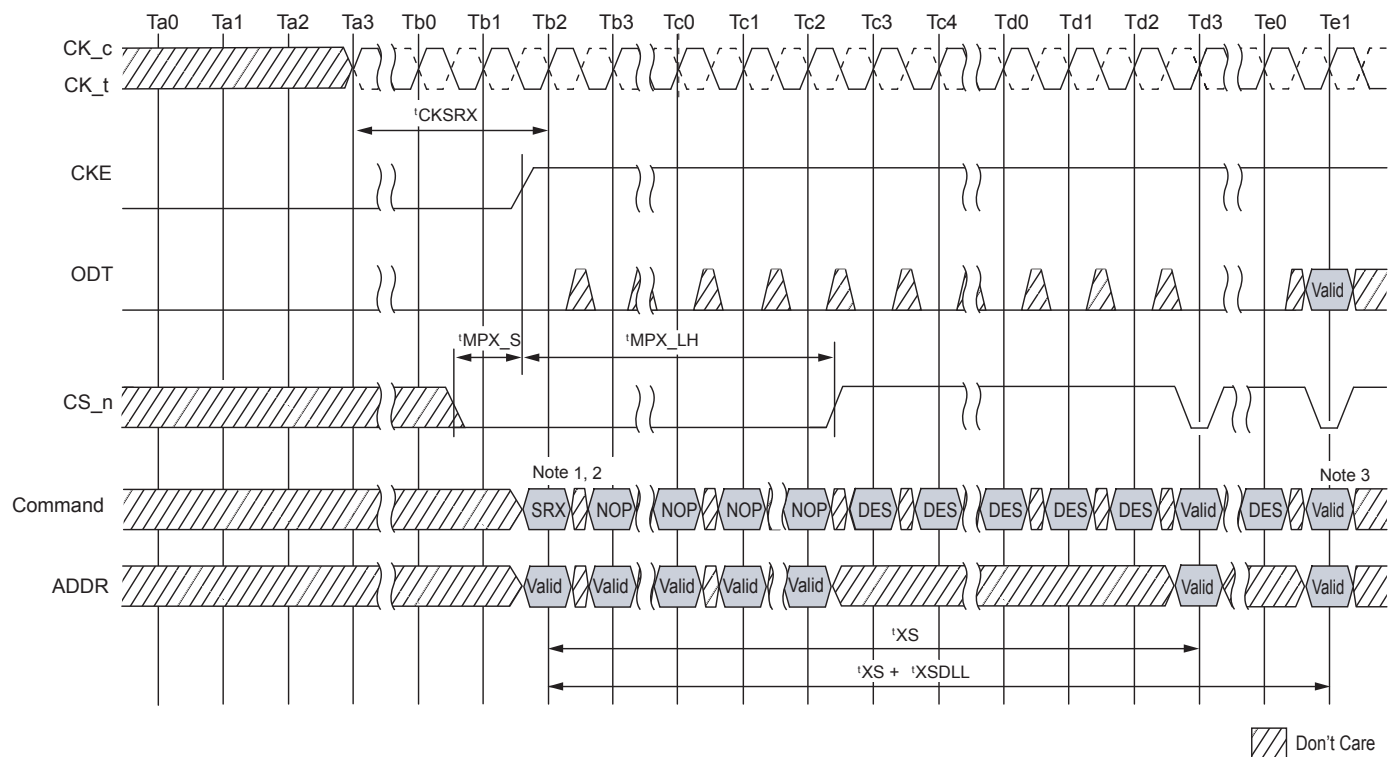 Ta0 Ta1 Ta2 Ta3 Tb0 Tb1 Tb2 Tb3 Tc0 Tc1 Tc2 Tc3 Tc4 Td0 Td1 Td2 Td3 Te0 Te1
CK_c
CK_t
tCKSRX
CKE
ODT
Valid
tMPX_S tMPX_LH
CS_n
Note 1, 2 Note 3
Command SRX NOP NOP NOP NOP DES DES DES DES DES Valid DES Valid
ADDR Valid Valid Valid Valid Valid Valid Valid
tXS
tXS + tXSDLL
Don't Care